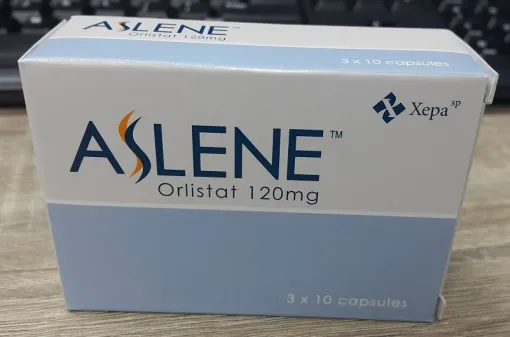 ASLENE™
Orlistat 120mg
3 x 10 capsules
Xepa sp
ASLENE™
Orlistat 120mg
3 x 10 capsules